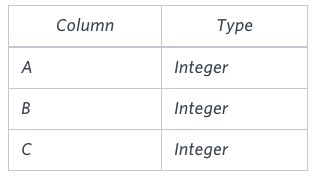 Column Type
A Integer
B Integer
C Integer